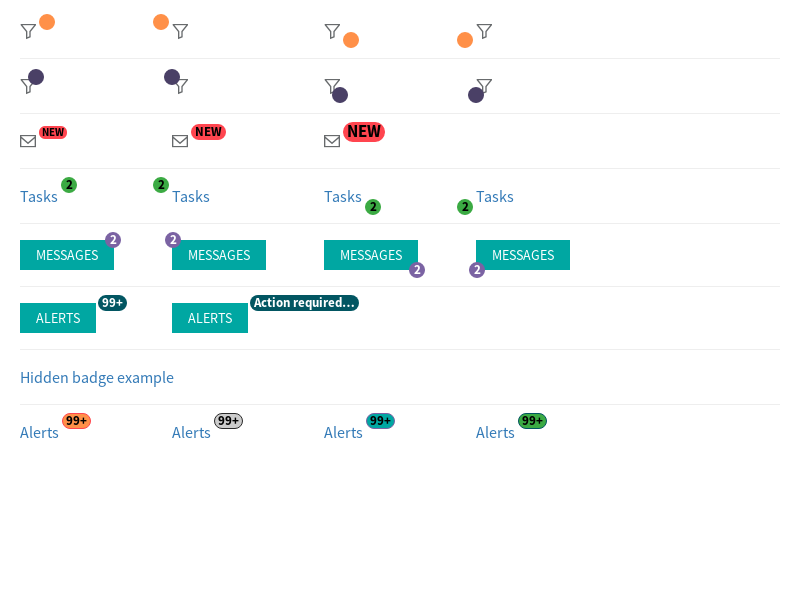 NEW NEW NEW
Tasks 2 2 Tasks Tasks 2 2 Tasks
MESSAGES 2 2 MESSAGES MESSAGES 2 2 MESSAGES
ALERTS 99+ ALERTS Action required...
Hidden badge example
Alerts 99+ Alerts 99+ Alerts 99+ Alerts 99+